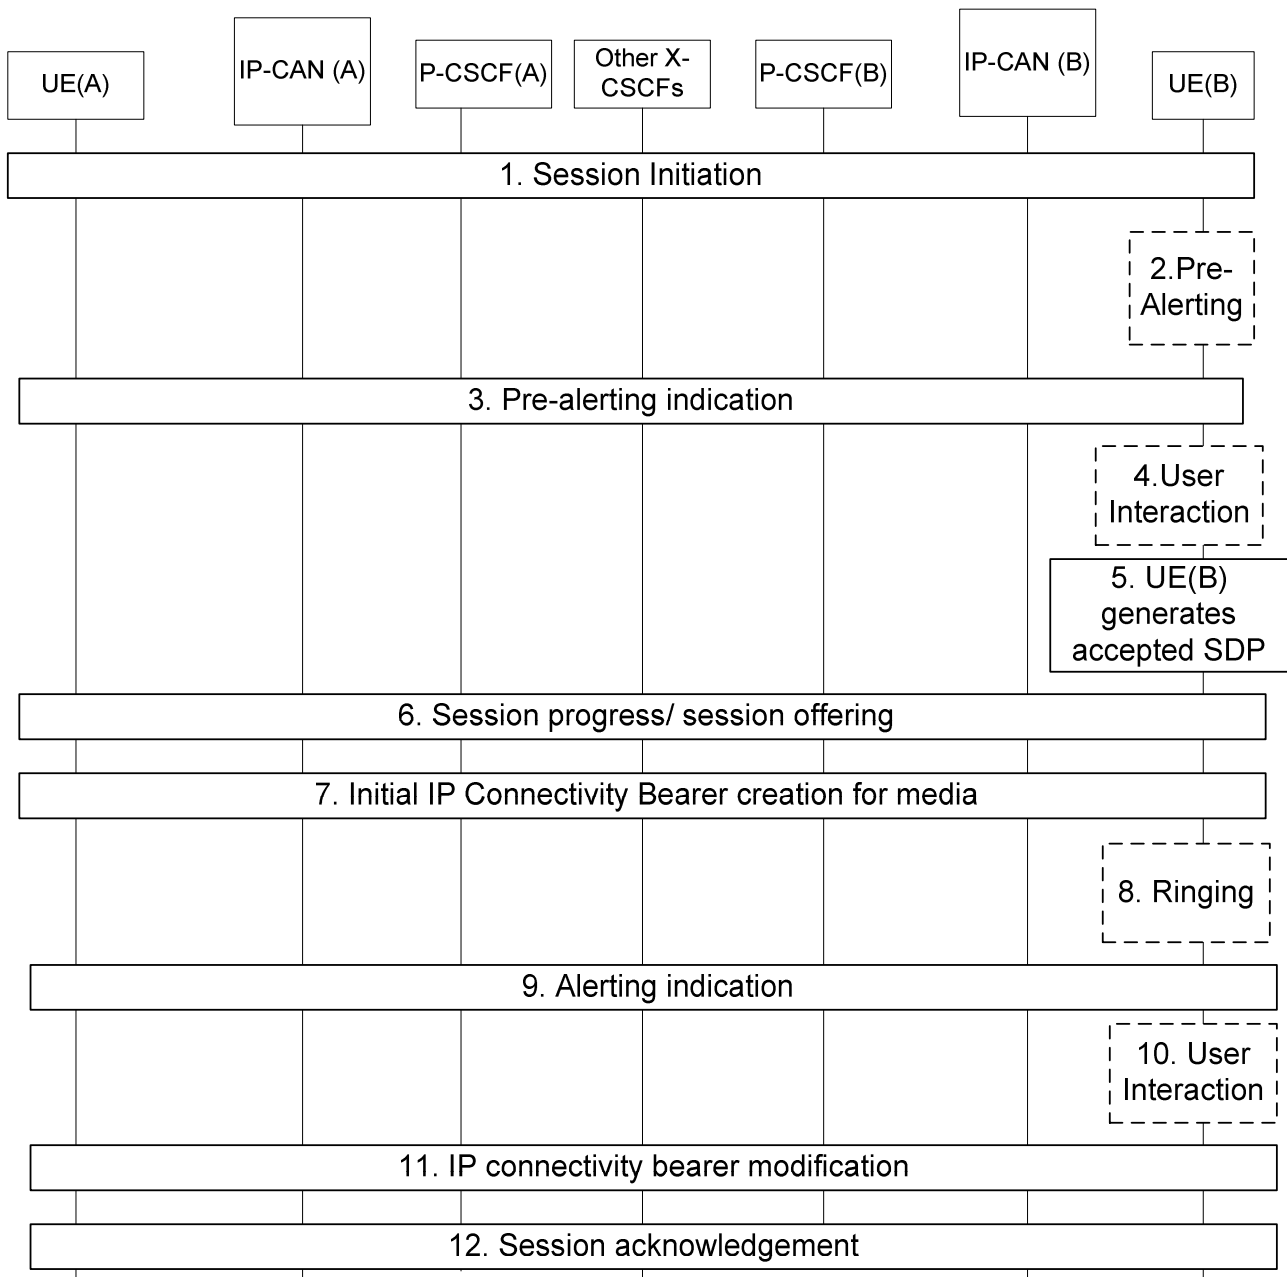 UE(A)
IP-CAN (A)
P-CSCF(A)
Other X-
CSCFs
P-CSCF(B)
IP-CAN (B)
UE(B)
1. Session Initiation
2.Pre-
Alerting
3. Pre-alerting indication
4.User
Interaction
5. UE(B)
generates
accepted SDP
6. Session progress/ session offering
7. Initial IP Connectivity Bearer creation for media
8. Ringing
9. Alerting indication
10. User
Interaction
11. IP connectivity bearer modification
12. Session acknowledgement